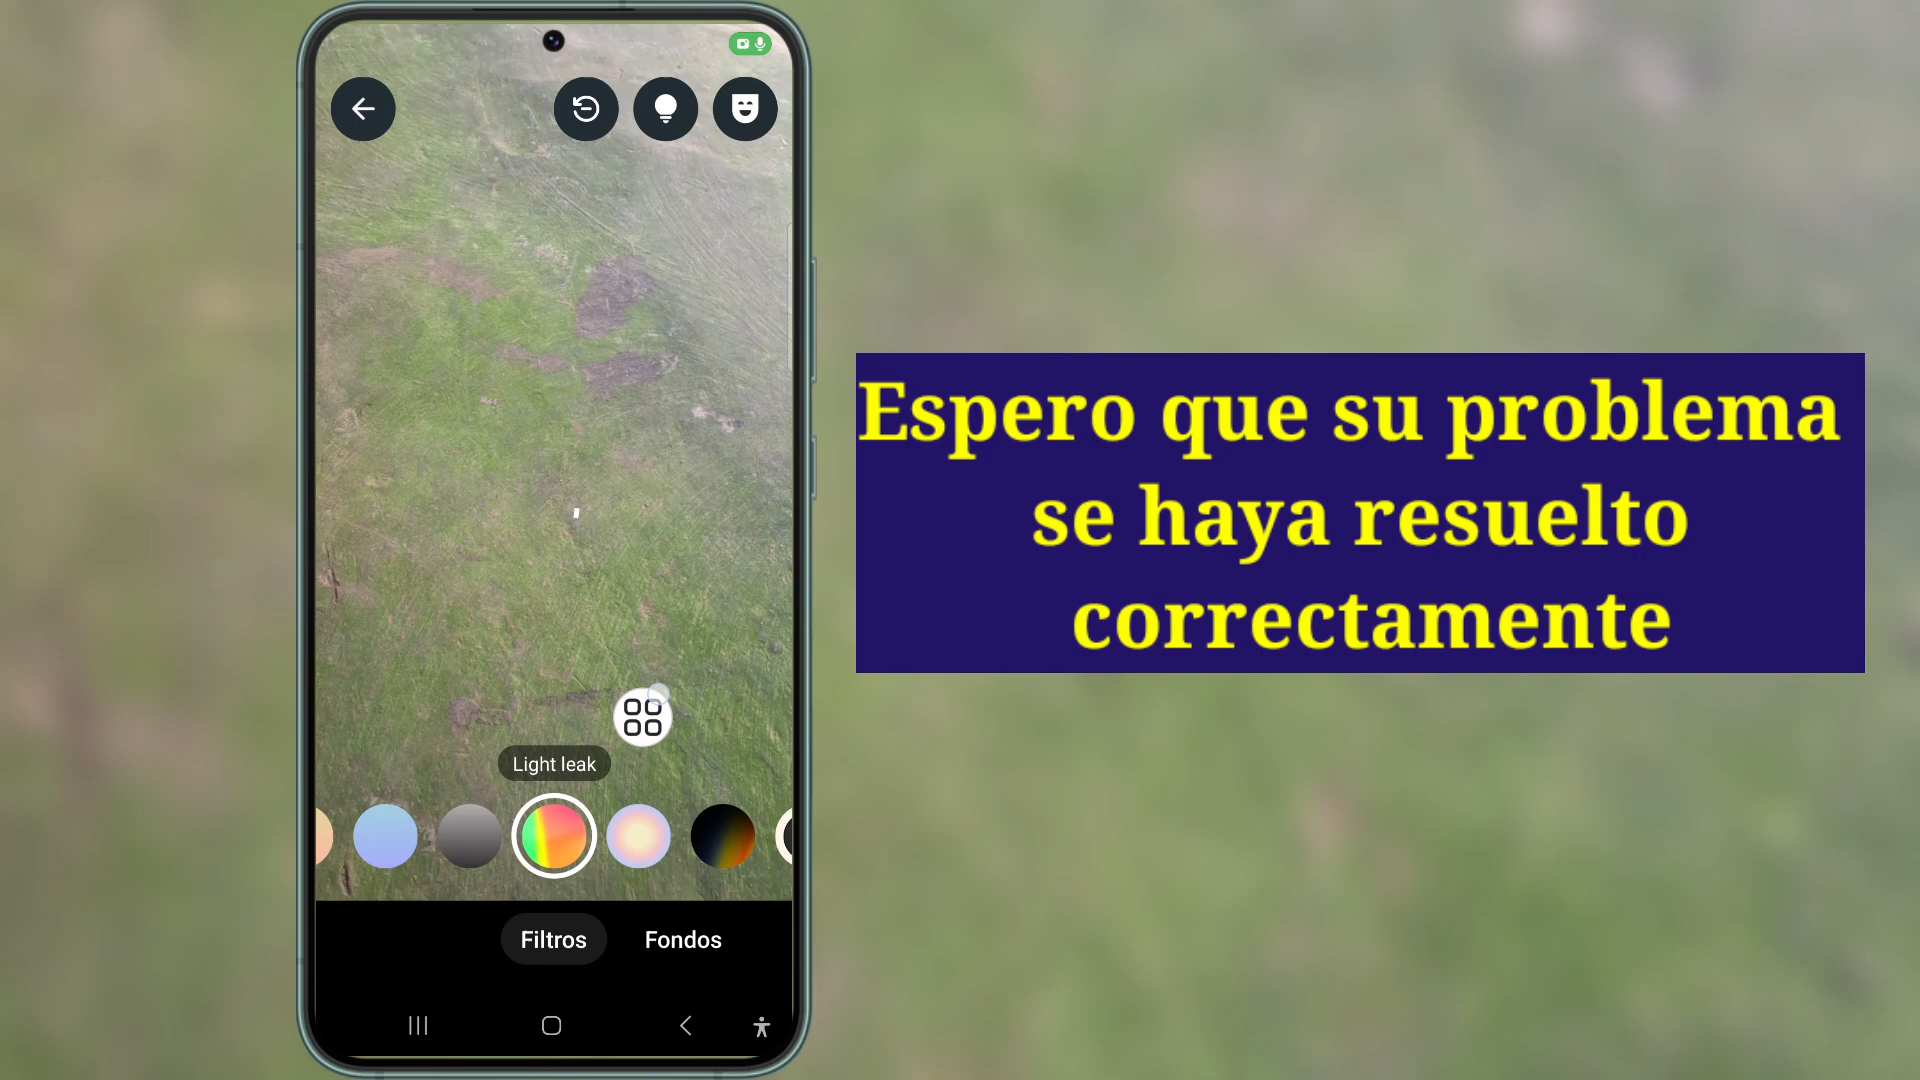 Espero que su problema
se haya resuelto
correctamente
Light leak
Filtros
Fondos